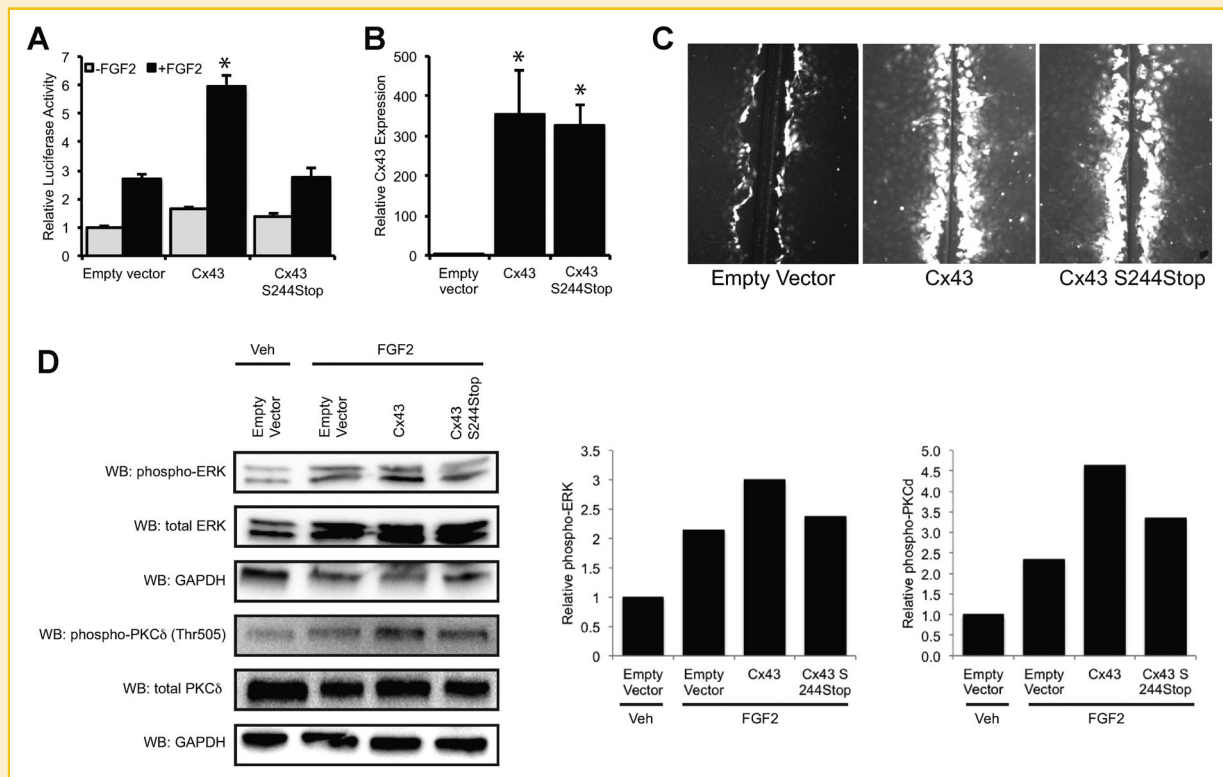 A
Relative Luciferase Activity
7
6
5
4
3
2
1
0
-FGF2 +FGF2
*
Empty vector
Cx43
Cx43
S244Stop
B
Relative Cx43 Expression
500
400
300
200
100
0
*
*
Empty
vector
Cx43
Cx43
S244Stop
C
Empty Vector
Cx43
Cx43 S244Stop
D
Veh
FGF2
Empty
Vector
Empty
Vector
Cx43
Cx43
S244Stop
WB: phospho-ERK
WB: total ERK
WB: GAPDH
WB: phospho-PKCδ (Thr505)
WB: total PKCδ
WB: GAPDH
Relative phospho-ERK
3.5
3
2.5
2
1.5
1
0.5
0
Empty
Vector
Empty
Vector
Cx43
Cx43 S
244Stop
Veh
FGF2
Relative phospho-PKCd
5.0
4.5
4.0
3.5
3.0
2.5
2.0
1.5
1.0
0.5
0.0
Empty
Vector
Empty
Vector
Cx43
Cx43 S
244Stop
Veh
FGF2